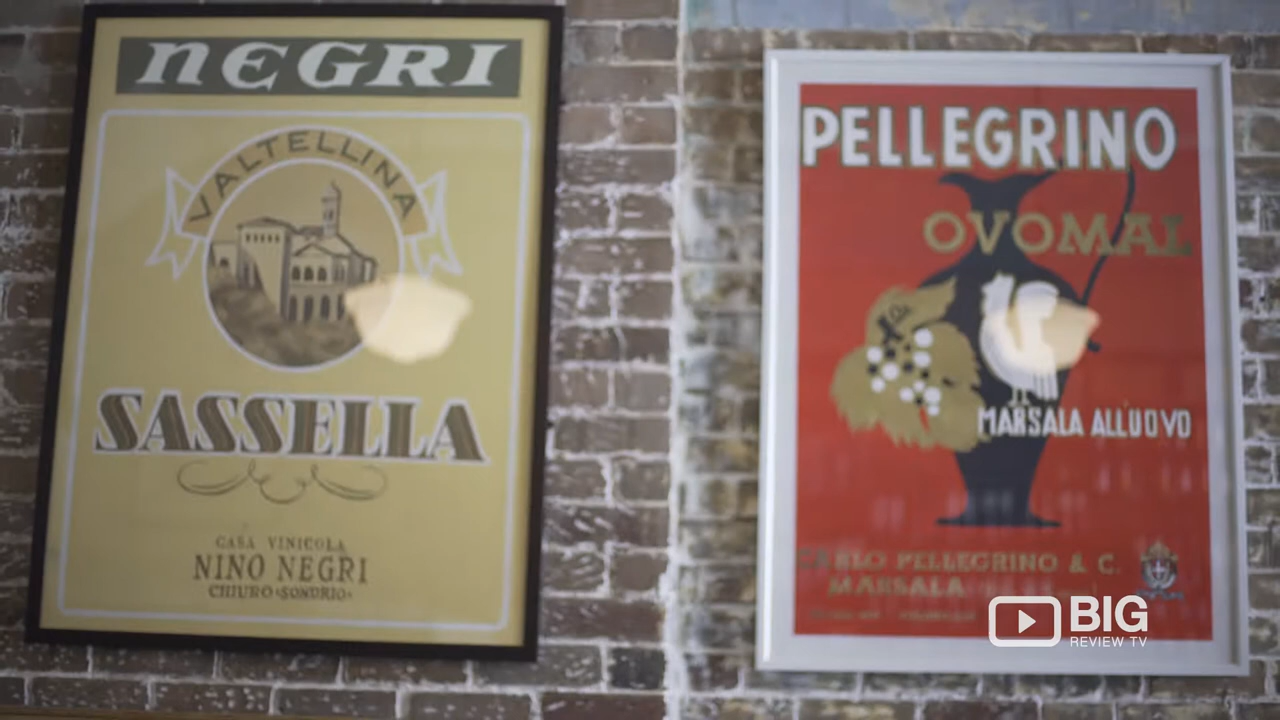 NEGRI
VALTELLINA
SASSELLA
CASA VINICOLA
NINO NEGRI
CHIURO (SONDRIO)
PELLEGRINO
OVOMAL
MARSALA ALL'UOVO
CARLO PELLEGRINO & C.
MARSALA
BIG
REVIEW TV